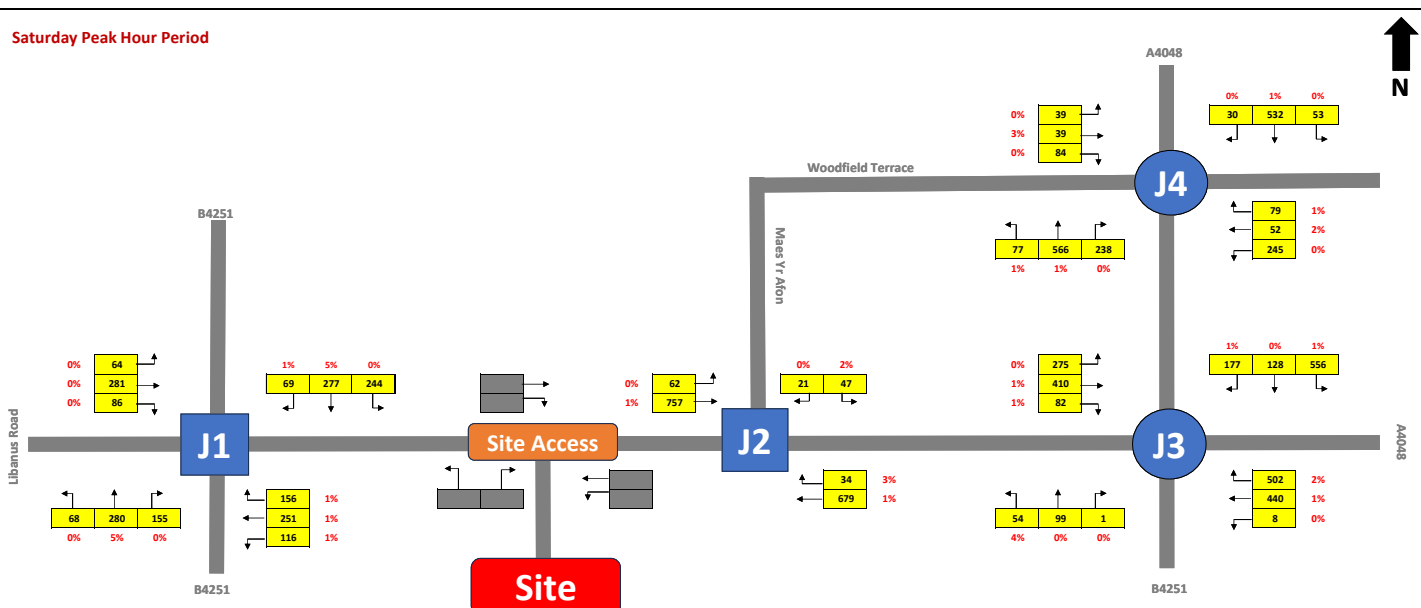 Saturday Peak Hour Period
N
A4048
0% 1% 0%
30 532 53
0% 39
3% 39
0% 84
Woodfield Terrace
J4
79 1%
52 2%
245 0%
77 566 238
1% 1% 0%
B4251
Maes Yr Afon
0% 64
0% 281
0% 86
1% 5% 0%
69 277 244
0% 62
1% 757
0% 2%
21 47
0% 275
1% 410
1% 82
1% 0% 1%
177 128 556
Libanus Road
J1
Site Access
J2
J3
A4048
68 280 155
0% 5% 0%
156 1%
251 1%
116 1%
34 3%
679 1%
54 99 1
4% 0% 0%
502 2%
440 1%
8 0%
B4251
Site
B4251